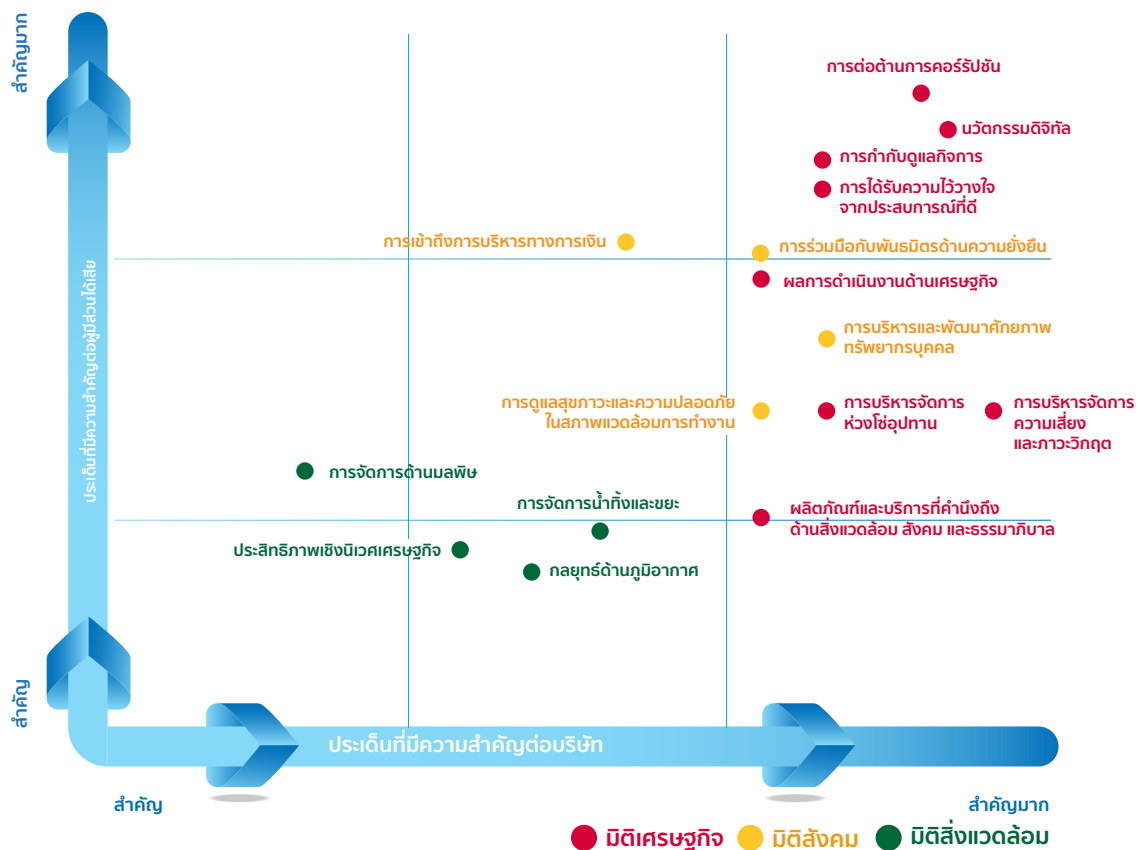 สำคัญมาก
ประเด็นที่มีความสำคัญต่อผู้มีส่วนได้เสีย
สำคัญ
การต่อต้านการคอร์รัปชัน
นวัตกรรมดิจิทัล
การกำกับดูแลกิจการ
การได้รับความไว้วางใจ
จากประสบการณ์ที่ดี
การเข้าถึงการบริหารทางการเงิน
การร่วมมือกับพันธมิตรด้านความยั่งยืน
ผลการดำเนินงานด้านเศรษฐกิจ
การบริหารและพัฒนาศักยภาพ
ทรัพยากรบุคคล
การดูแลสุขภาวะและความปลอดภัย
ในสภาพแวดล้อมการทำงาน
การบริหารจัดการ
ห่วงโซ่อุปทาน
การบริหารจัดการ
ความเสี่ยง
และภาวะวิกฤต
การจัดการด้านมลพิษ
การจัดการน้ำทิ้งและขยะ
ผลิตภัณฑ์และบริการที่คำนึงถึง
ด้านสิ่งแวดล้อม สังคม และธรรมาภิบาล
ประสิทธิภาพเชิงนิเวศเศรษฐกิจ
กลยุทธ์ด้านภูมิอากาศ
ประเด็นที่มีความสำคัญต่อบริษัท
สำคัญ
สำคัญมาก
มิติเศรษฐกิจ
มิติสังคม
มิติสิ่งแวดล้อม